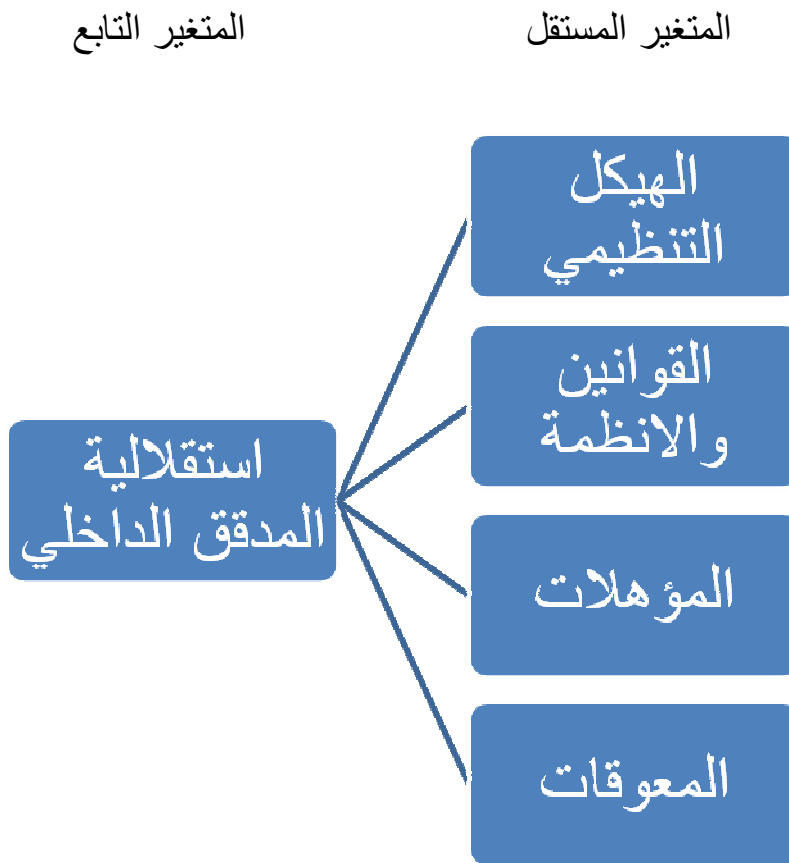 المتغير المستقل
المتغير التابع
الهيكل
التنظيمي
القوانين
والانظمة
المؤهلات
المعوقات
استقلالية
المدقق الداخلي